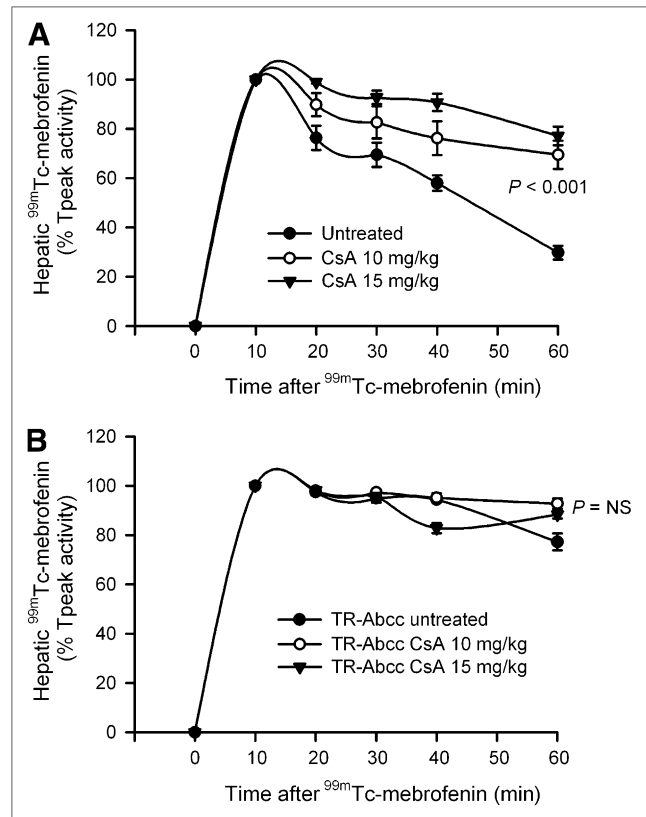 A
120
100
80
60
40
20
0
Hepatic ⁹⁹ᵐTc-mebrofenin
(% Tpeak activity)
P < 0.001
Untreated
CsA 10 mg/kg
CsA 15 mg/kg
0 10 20 30 40 50 60
Time after ⁹⁹ᵐTc-mebrofenin (min)
B
120
100
80
60
40
20
0
Hepatic ⁹⁹ᵐTc-mebrofenin
(% Tpeak activity)
P = NS
TR-Abcc untreated
TR-Abcc CsA 10 mg/kg
TR-Abcc CsA 15 mg/kg
0 10 20 30 40 50 60
Time after ⁹⁹ᵐTc-mebrofenin (min)